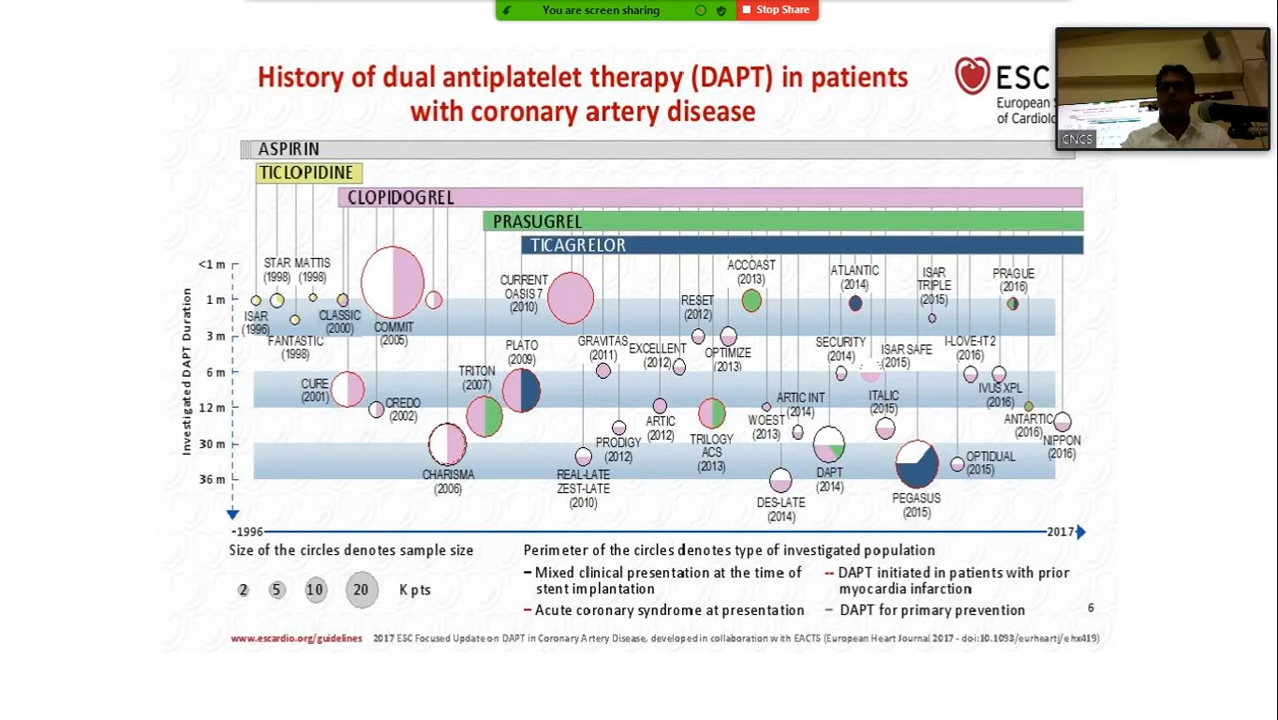 You are screen sharing
Stop Share
History of dual antiplatelet therapy (DAPT) in patients
with coronary artery disease
ESC
European S
of Cardiol
CNCS
ASPIRIN
TICLOPIDINE
CLOPIDOGREL
PRASUGREL
TICAGRELOR
Investigated DAPT Duration
<1 m
1 m
3 m
6 m
12 m
30 m
36 m
ISAR
(1996)
STAR
(1998)
FANTASTIC
(1998)
MATTIS
(1998)
CLASSIC
(2000)
COMMIT
(2005)
CURE
(2001)
CREDO
(2002)
CHARISMA
(2006)
TRITON
(2007)
PLATO
(2009)
CURRENT
OASIS 7
(2010)
REAL-LATE
ZEST-LATE
(2010)
GRAVITAS
(2011)
PRODIGY
(2012)
EXCELLENT
(2012)
ARTIC
(2012)
RESET
(2012)
OPTIMIZE
(2013)
TRILOGY
ACS
(2013)
ACCOAST
(2013)
WOEST
(2013)
DES-LATE
(2014)
ARTIC INT
(2014)
DAPT
(2014)
SECURITY
(2014)
ATLANTIC
(2014)
ISAR SAFE
(2015)
ITALIC
(2015)
PEGASUS
(2015)
ISAR
TRIPLE
(2015)
OPTIDUAL
(2015)
I-LOVE-IT 2
(2016)
IVUS XPL
(2016)
PRAGUE
(2016)
ANTARTIC
(2016)
NIPPON
(2016)
1996
2017
Size of the circles denotes sample size
2 5 10 20 K pts
Perimeter of the circles denotes type of investigated population
Mixed clinical presentation at the time of
stent implantation
Acute coronary syndrome at presentation
DAPT initiated in patients with prior
myocardia infarction
DAPT for primary prevention
6
www.escardio.org/guidelines 2017 ESC Focused Update on DAPT in Coronary Artery Disease, developed in collaboration with EACTS (European Heart Journal 2017 - doi:10.1093/eurheartj/ehx419)